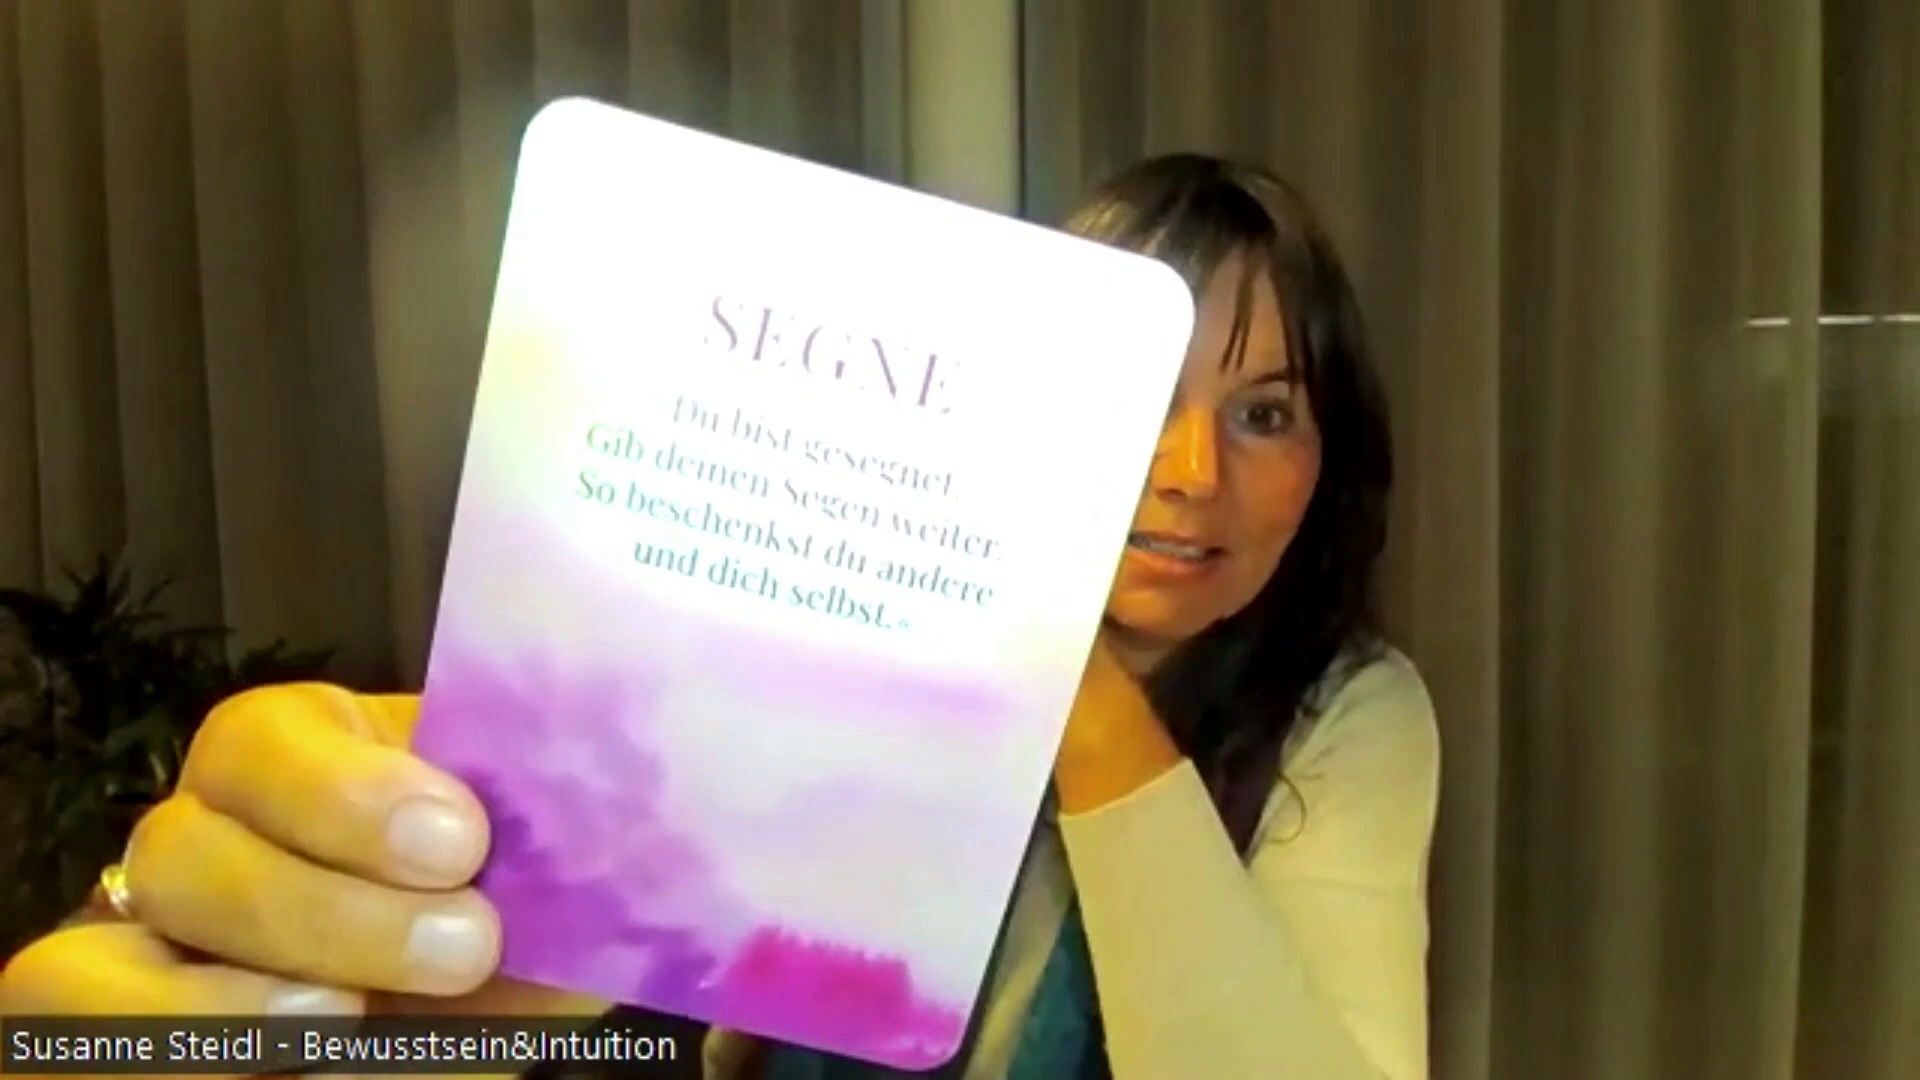 SEGNE
Du bist gesegnet.
Gib deinen Segen weiter.
So beschenkst du andere
und dich selbst.«
Susanne Steidl - Bewusstsein&Intuition